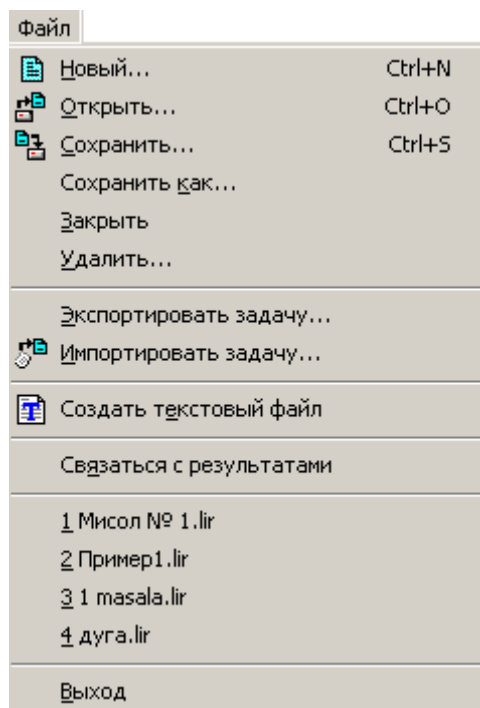 Файл
Новый... Ctrl+N
Открыть... Ctrl+O
Сохранить... Ctrl+S
Сохранить как...
Закрыть
Удалить...
Экспортировать задачу...
Импортировать задачу...
Создать текстовый файл
Связаться с результатами
1 Мисол № 1.lir
2 Пример1.lir
3 1 masala.lir
4 дуга.lir
Выход